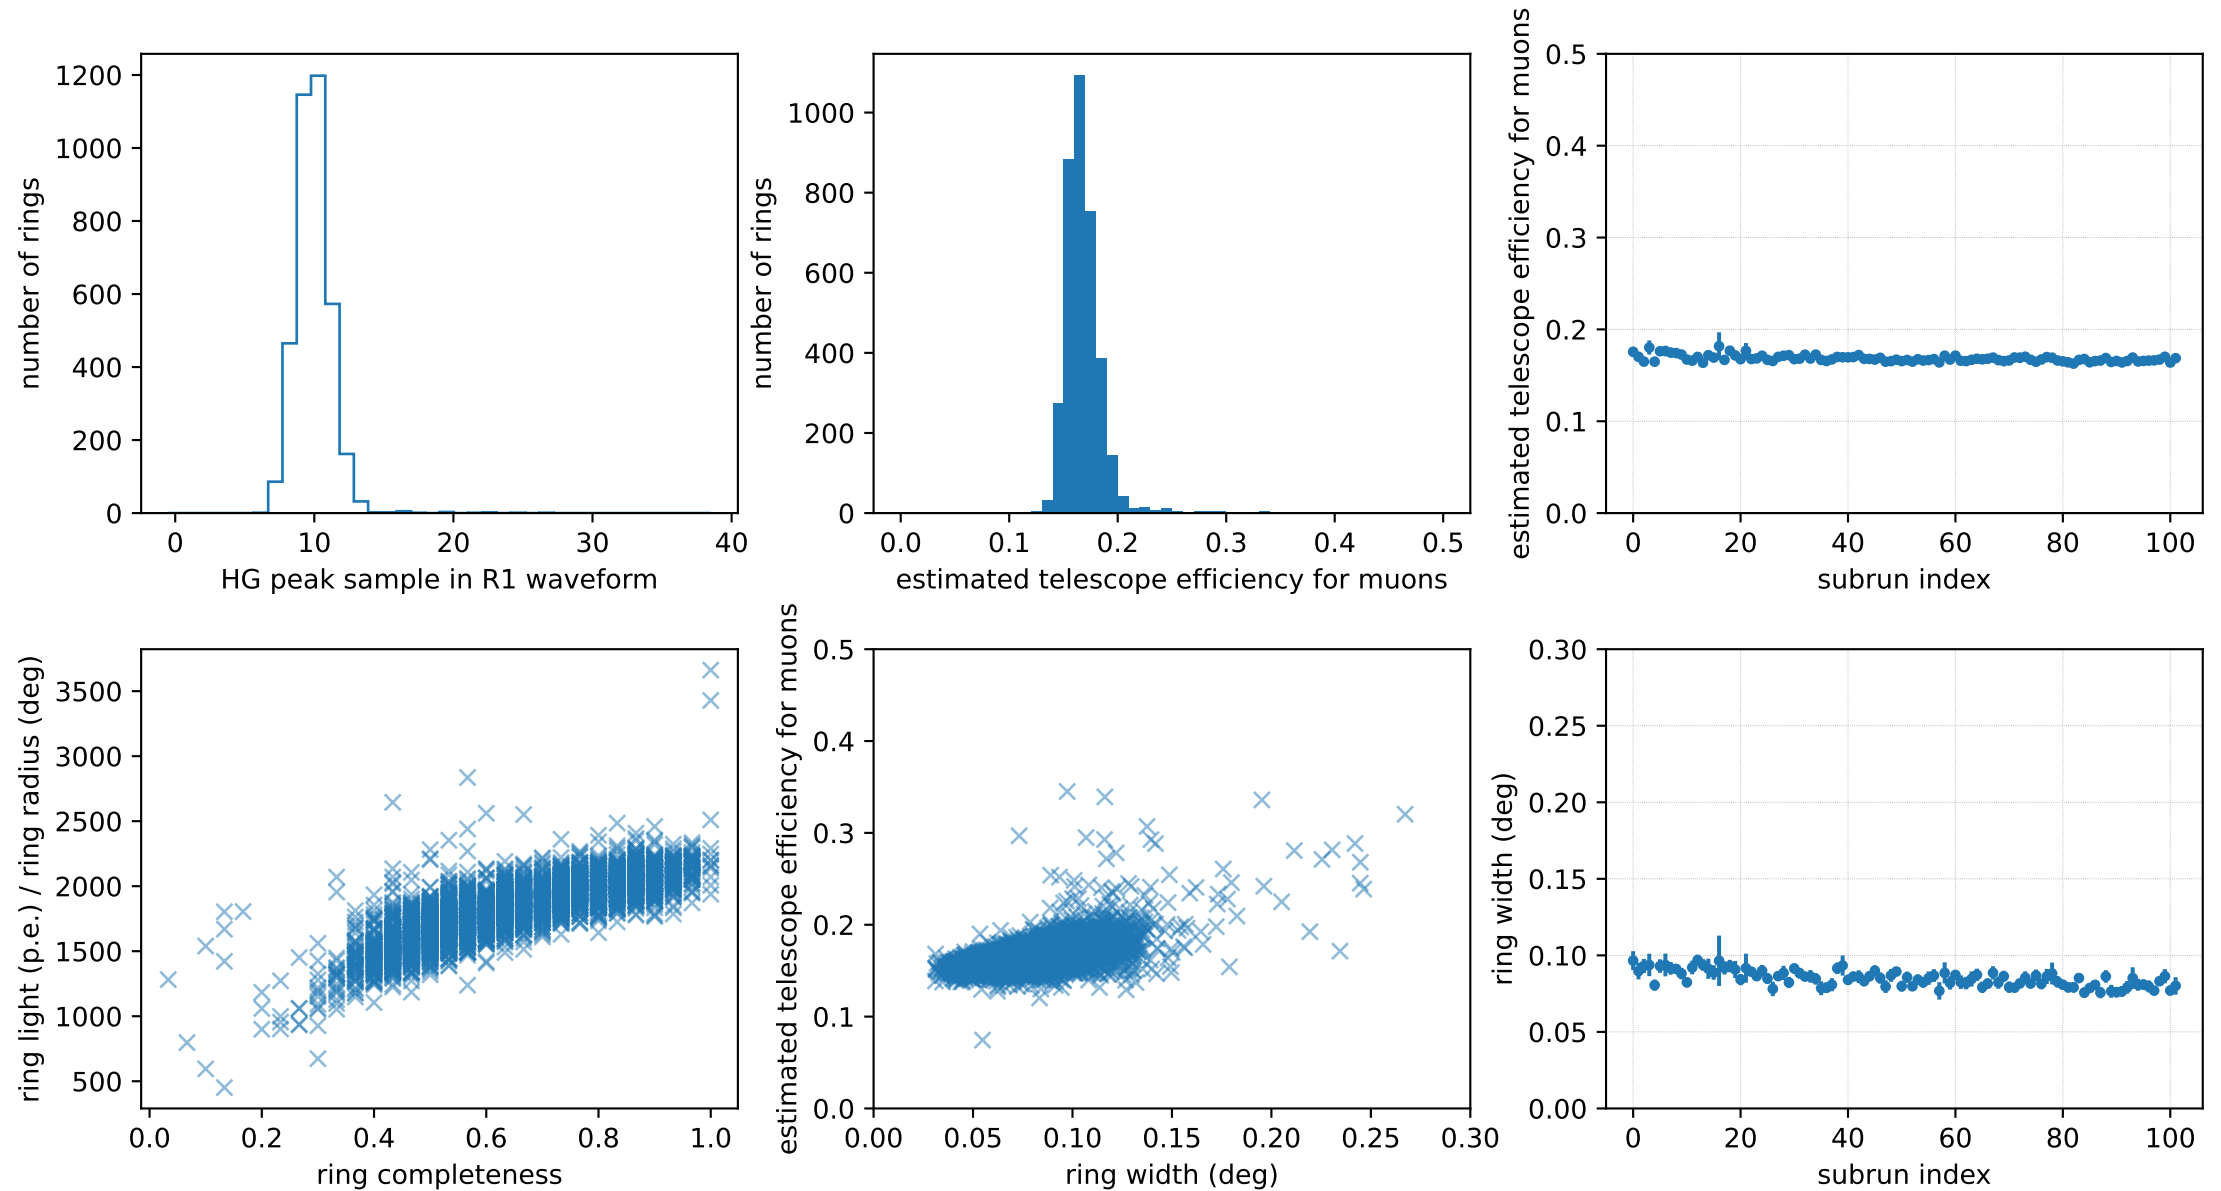 1200
1000
800
600
400
200
0
number of rings
0 10 20 30 40
HG peak sample in R1 waveform
1000
800
600
400
200
0
number of rings
0.0 0.1 0.2 0.3 0.4 0.5
estimated telescope efficiency for muons
0.5
0.4
0.3
0.2
0.1
0.0
estimated telescope efficiency for muons
0 20 40 60 80 100
subrun index
3500
3000
2500
2000
1500
1000
500
ring light (p.e.) / ring radius (deg)
0.0 0.2 0.4 0.6 0.8 1.0
ring completeness
0.5
0.4
0.3
0.2
0.1
0.0
estimated telescope efficiency for muons
0.00 0.05 0.10 0.15 0.20 0.25 0.30
ring width (deg)
0.30
0.25
0.20
0.15
0.10
0.05
0.00
ring width (deg)
0 20 40 60 80 100
subrun index